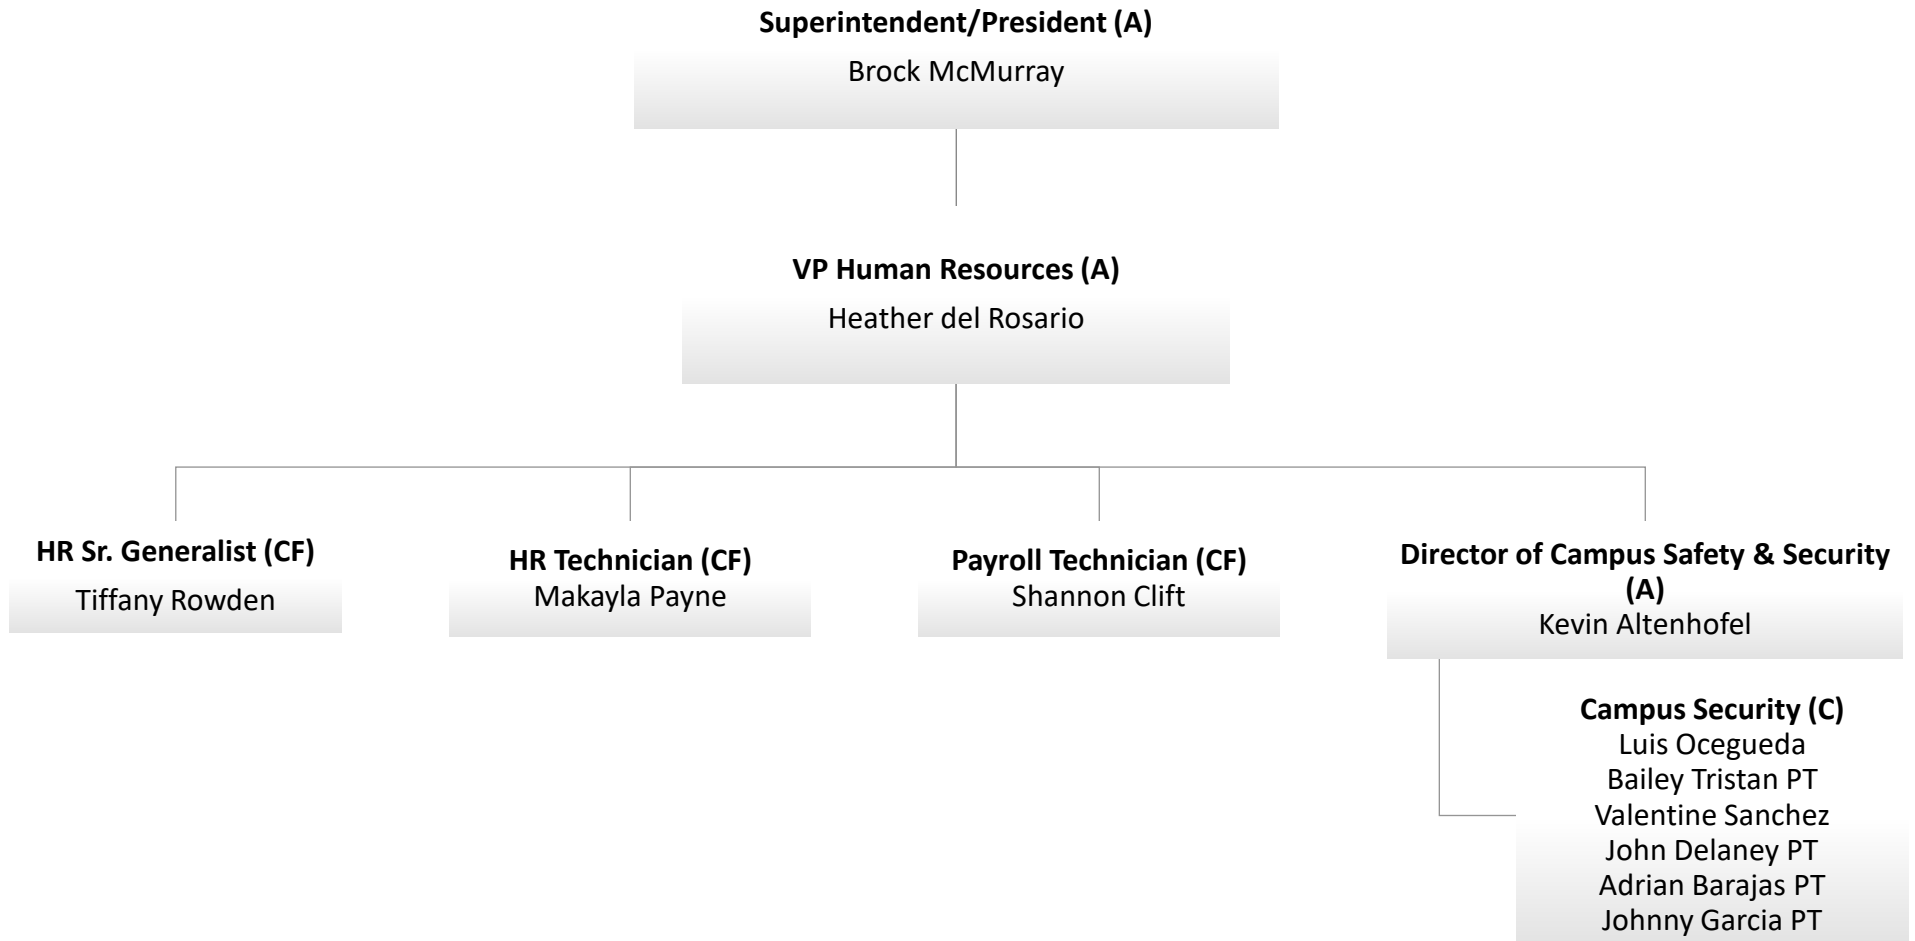 Superintendent/President (A)
Brock McMurray
VP Human Resources (A)
Heather del Rosario
HR Sr. Generalist (CF)
Tiffany Rowden
HR Technician (CF)
Makayla Payne
Payroll Technician (CF)
Shannon Clift
Director of Campus Safety & Security
(A)
Kevin Altenhofel
Campus Security (C)
Luis Ocegueda
Bailey Tristan PT
Valentine Sanchez
John Delaney PT
Adrian Barajas PT
Johnny Garcia PT